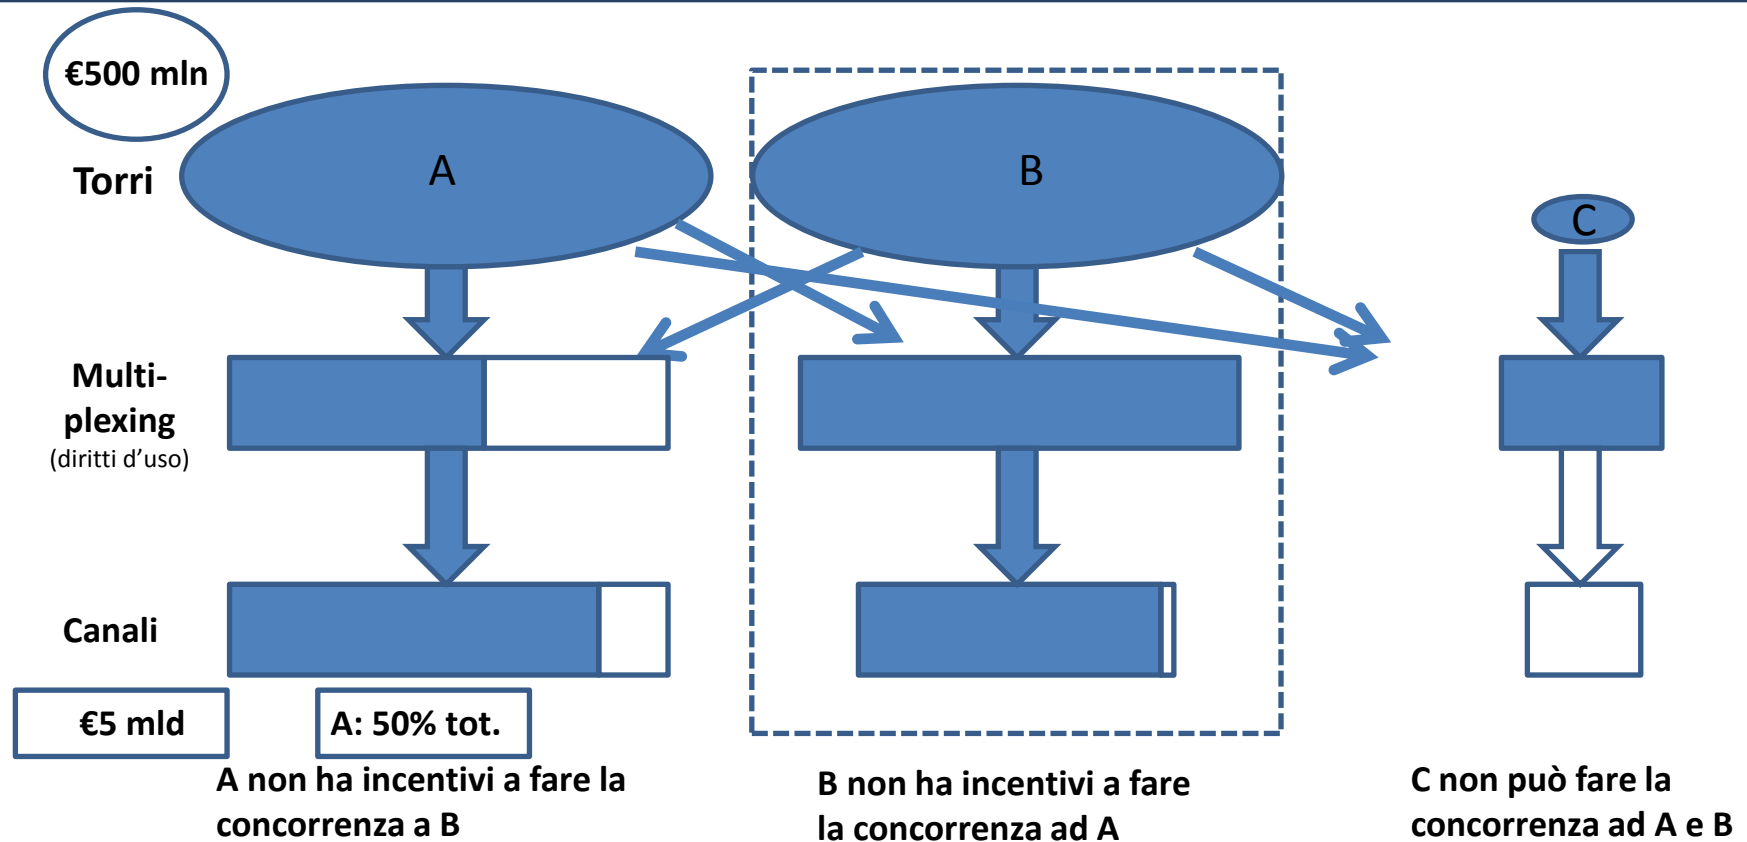 €500 mln
Torri
A
B
C
Multi-
plexing
(diritti d’uso)
Canali
€5 mld
A: 50% tot.
A non ha incentivi a fare la
concorrenza a B
B non ha incentivi a fare
la concorrenza ad A
C non può fare la
concorrenza ad A e B